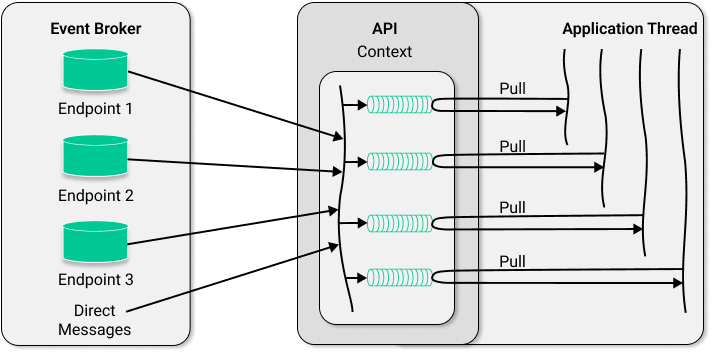 Event Broker
Endpoint 1
Endpoint 2
Endpoint 3
Direct
Messages
API
Context
Application Thread
Pull
Pull
Pull
Pull